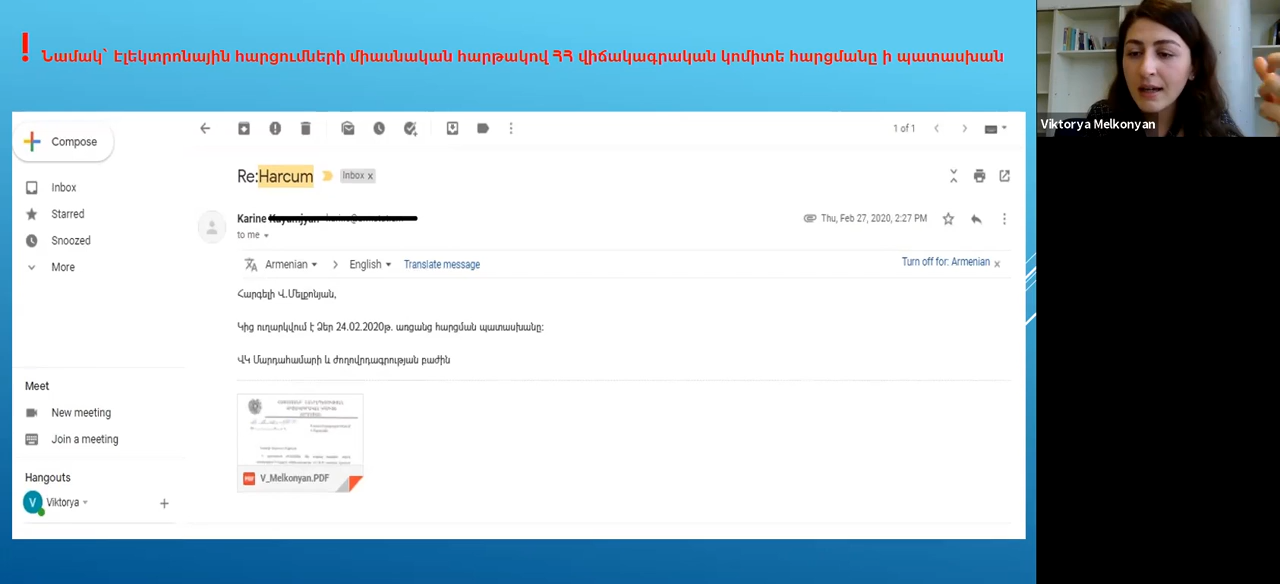 ! Նամակ՝ էլեկտրոնային հարցումների միասնական հարթակով ՀՀ վիճակագրական կոմիտե հարցմանը ի պատասխան
Viktorya Melkonyan
Compose
1 of 1
Inbox
Starred
Snoozed
More
Re:Harcum
Inbox x
Karine
Thu, Feb 27, 2020, 2:27 PM
to me
Armenian
English
Translate message
Turn off for: Armenian x
Հարգելի Վ.Մելքոնյան,
Կից ուղարկվում է Ձեր 24.02.2020թ. առցանց հարցման պատասխանը:
ՎԿ Մարդահամարի և ժողովրդագրության բաժին
Meet
New meeting
Join a meeting
Hangouts
V Viktorya
PDF V_Melkonyan.PDF